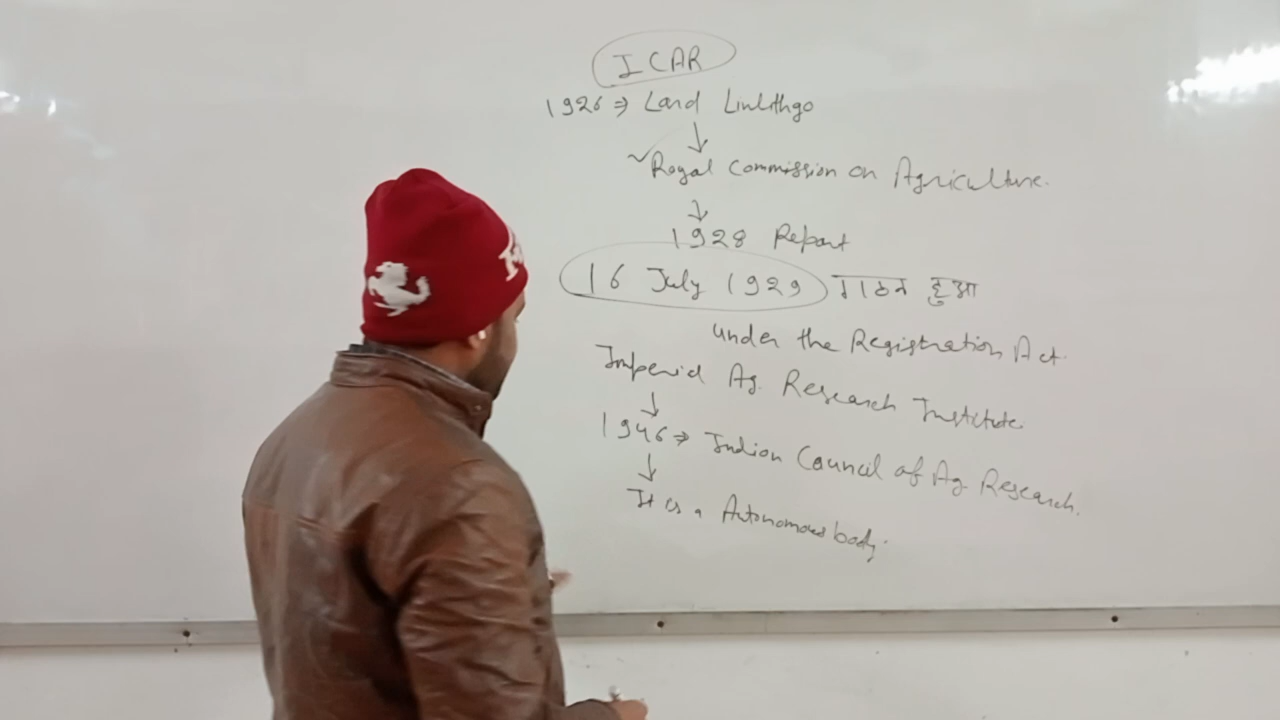 ICAR
1926 ⇒ Lard Linlithgo
↓
✓Royal Commission on Agriculture.
↓
1928 Report
16 July 1929 गठन हुआ
under the Registration Act.
Imperial Ag. Research Institute.
↓
1946 ⇒ Indian Council of Ag Research.
↓
It is a Autonomous body.